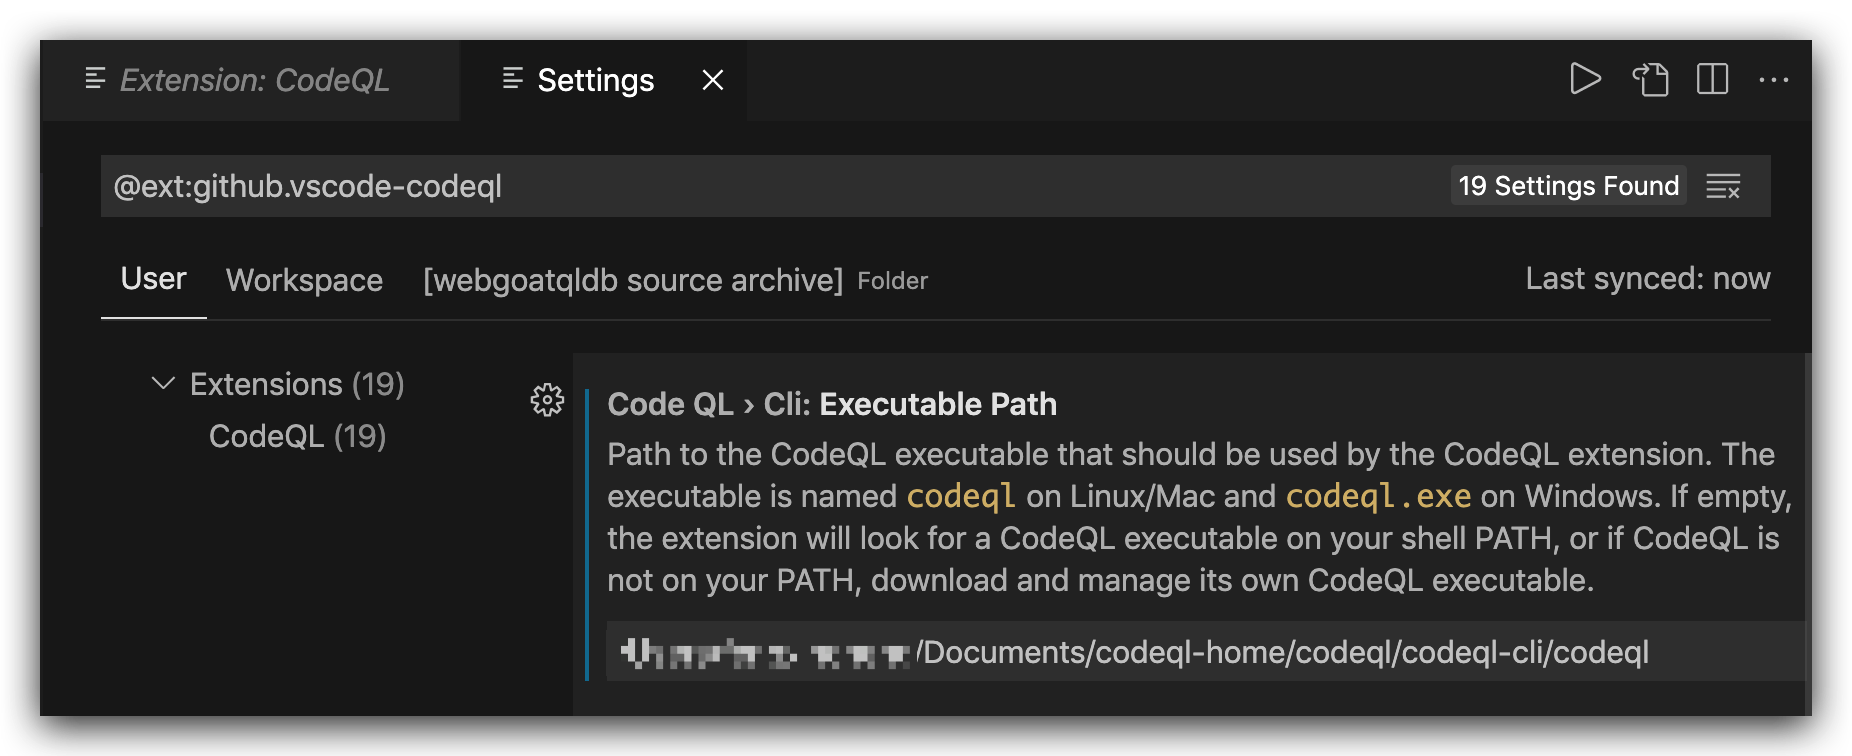 Extension: CodeQL
Settings
@ext:github.vscode-codeql
19 Settings Found
User
Workspace
[webgoatqldb source archive] Folder
Last synced: now
Extensions (19)
CodeQL (19)
Code QL › Cli: Executable Path
Path to the CodeQL executable that should be used by the CodeQL extension. The
executable is named codeql on Linux/Mac and codeql.exe on Windows. If empty,
the extension will look for a CodeQL executable on your shell PATH, or if CodeQL is
not on your PATH, download and manage its own CodeQL executable.
/Documents/codeql-home/codeql/codeql-cli/codeql